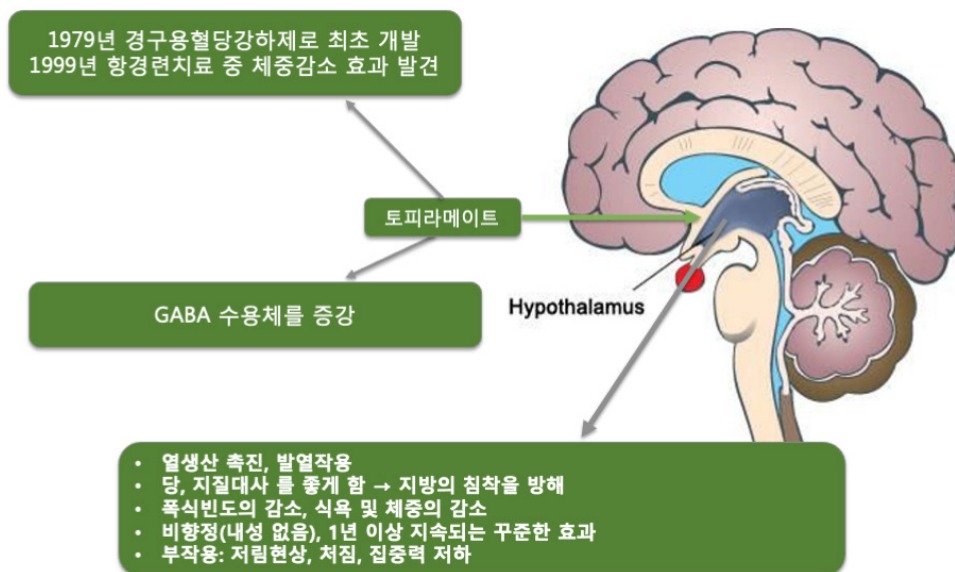 1979년 경구용혈당강하제로 최초 개발
1999년 항경련치료 중 체중감소 효과 발견
토피라메이트
GABA 수용체를 증강
Hypothalamus
• 열생산 촉진, 발열작용
• 당, 지질대사 를 좋게 함 → 지방의 침착을 방해
• 폭식빈도의 감소, 식욕 및 체중의 감소
• 비향정(내성 없음), 1년 이상 지속되는 꾸준한 효과
• 부작용: 저림현상, 처짐, 집중력 저하